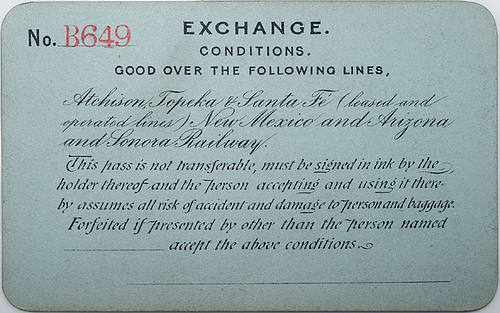 No. B649
EXCHANGE.
CONDITIONS.
GOOD OVER THE FOLLOWING LINES,
Atchison, Topeka & Santa Fé (leased and
operated lines) New Mexico and Arizona
and Sonora Railway.
This pass is not transferable, must be signed in ink by the
holder thereof and the person accepting and using it there-
by assumes all risk of accident and damage to person and baggage.
Forfeited if presented by other than the person named
accept the above conditions.